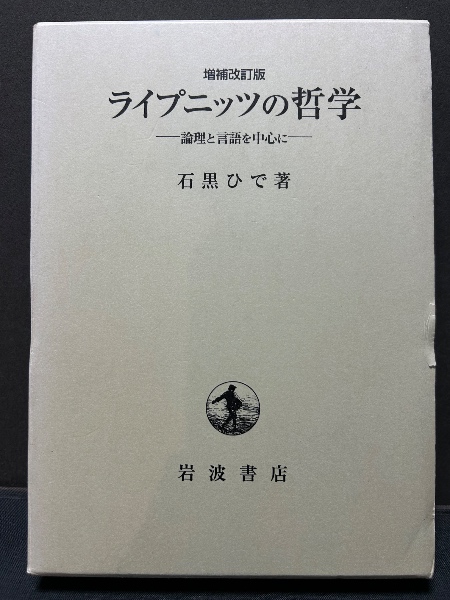 増補改訂版
ライプニッツの哲学
──論理と言語を中心に──
石黒ひで著
岩波書店